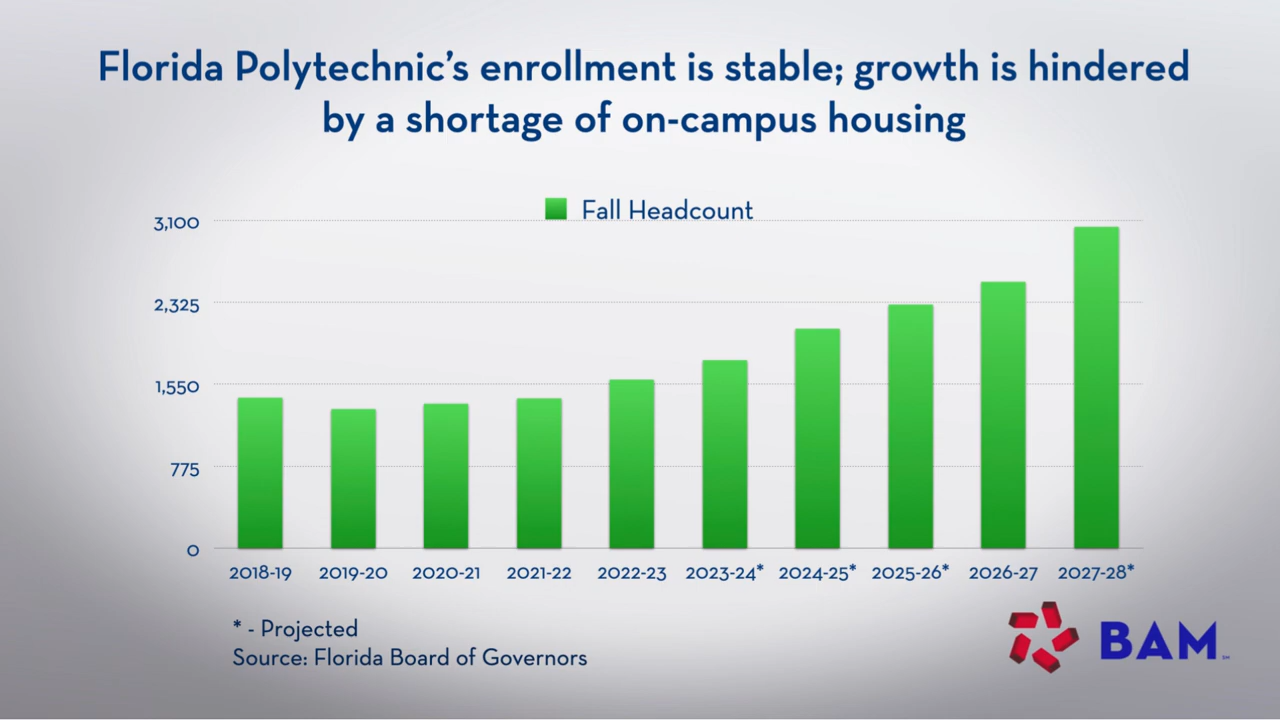 Florida Polytechnic’s enrollment is stable; growth is hindered
by a shortage of on-campus housing
Fall Headcount
3,100
2,325
1,550
775
0
2018-19 2019-20 2020-21 2021-22 2022-23 2023-24* 2024-25* 2025-26* 2026-27 2027-28*
* - Projected
Source: Florida Board of Governors
BAM℠